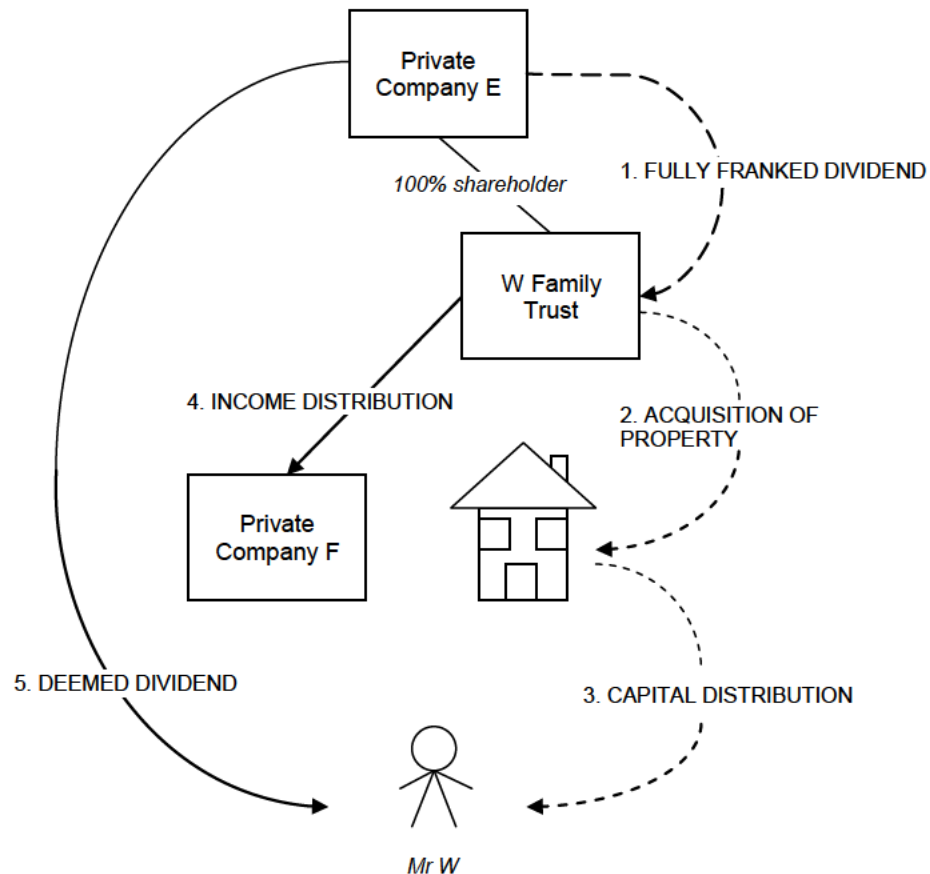 Private
Company E
1. FULLY FRANKED DIVIDEND
100% shareholder
W Family
Trust
4. INCOME DISTRIBUTION
2. ACQUISITION OF
PROPERTY
Private
Company F
5. DEEMED DIVIDEND
3. CAPITAL DISTRIBUTION
Mr W